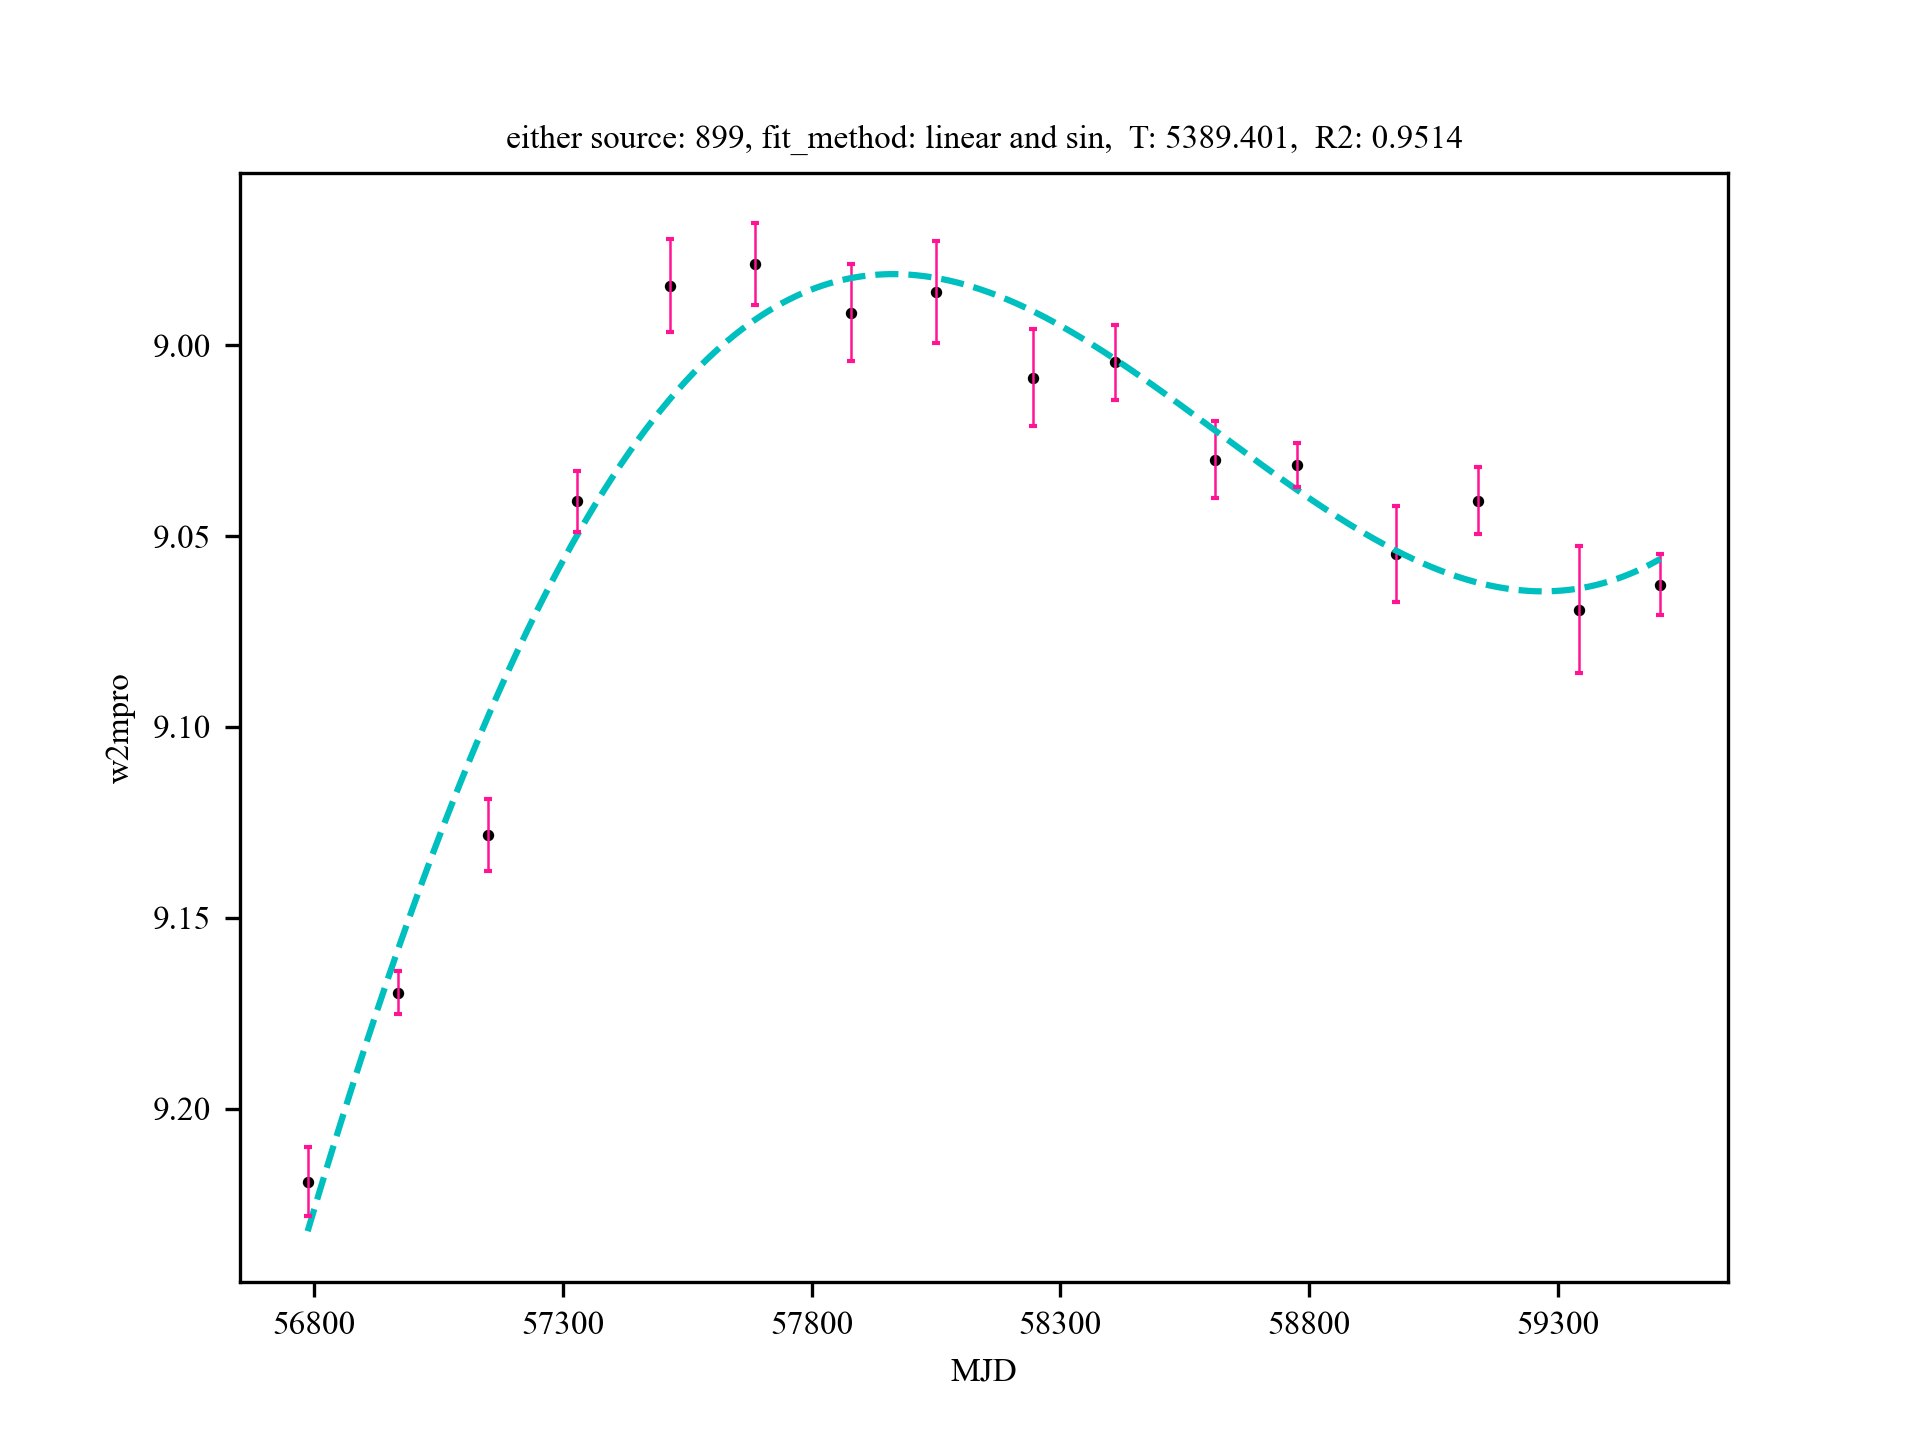 either source: 899, fit_method: linear and sin,  T: 5389.401,  R2: 0.9514
9.00
9.05
9.10
9.15
9.20
w2mpro
56800 57300 57800 58300 58800 59300
MJD